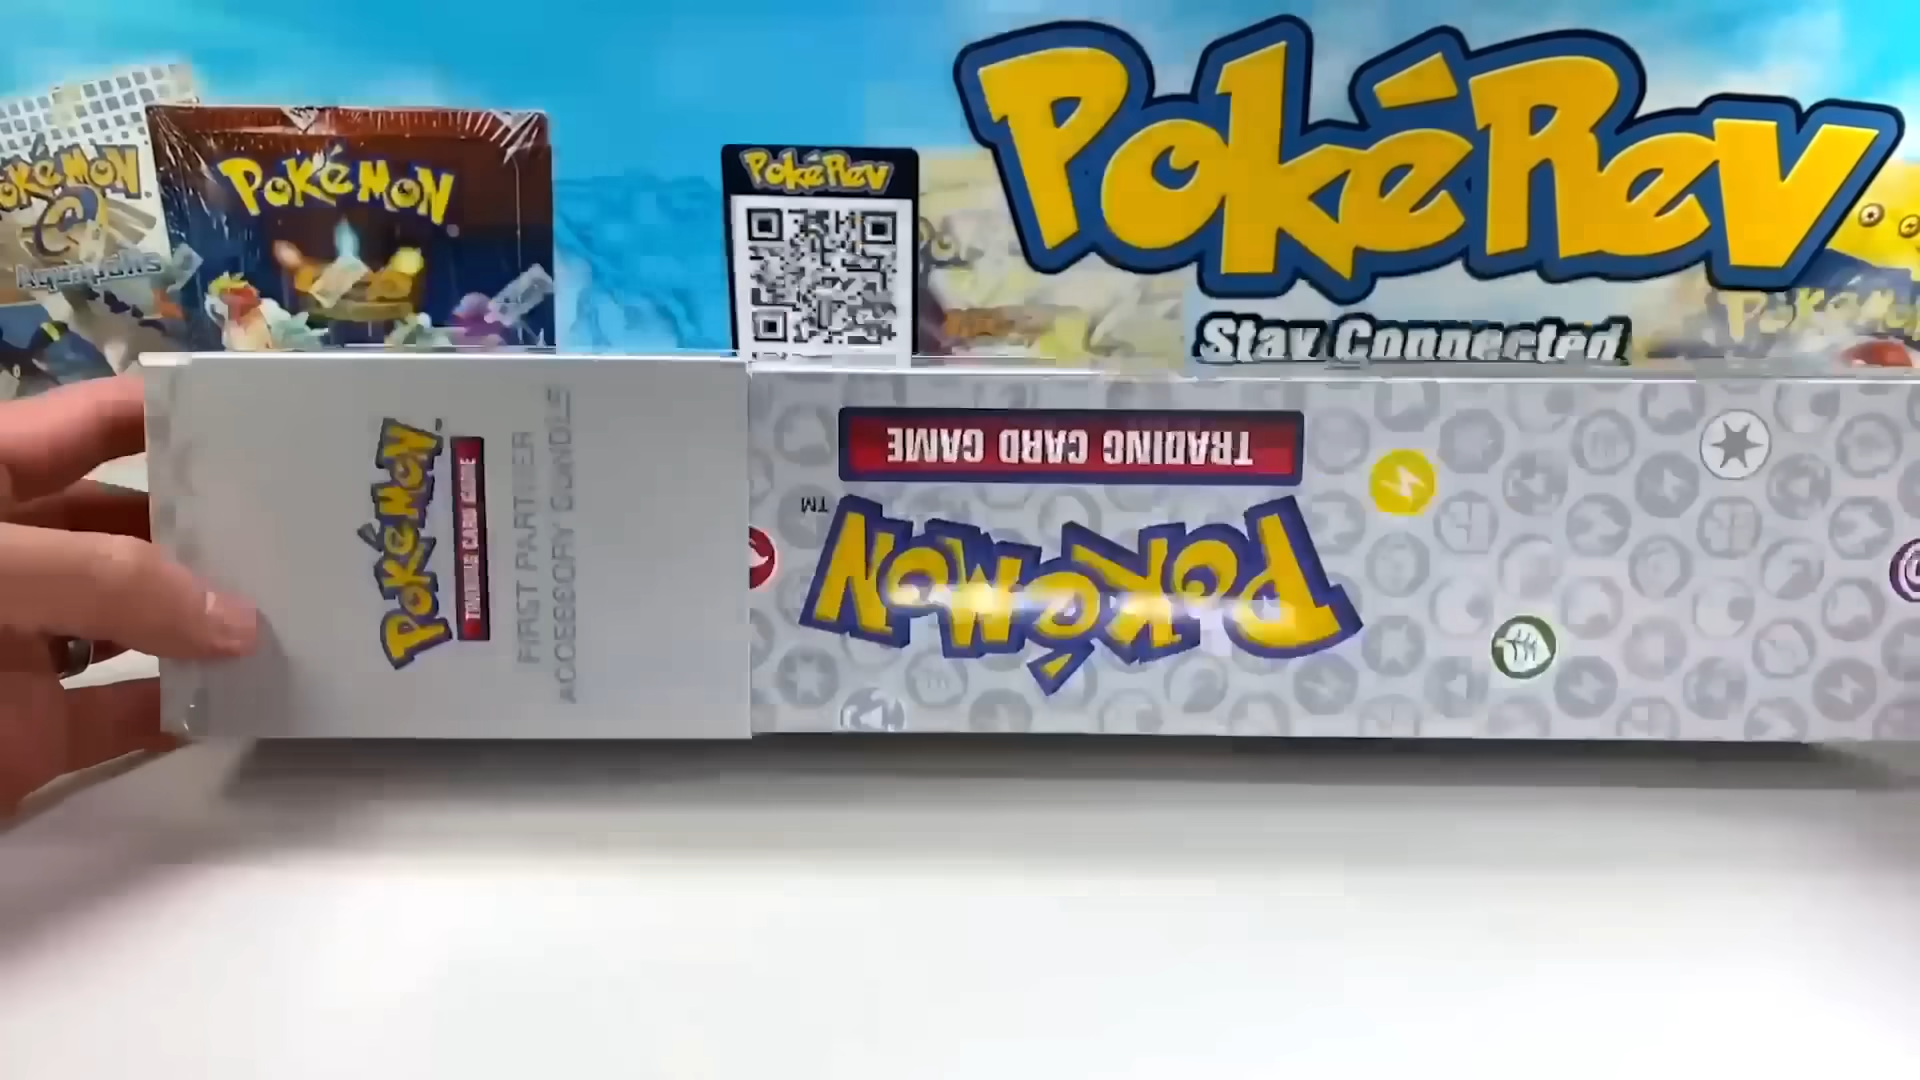 PokéRev
Stay Connected
POKéMON
Aquapolis
POKéMON
PokéRev
POKéMON
TRADING CARD GAME
FIRST PARTNER
ACCESSORY BUNDLE
TRADING CARD GAME
POKéMON™
POKéMON